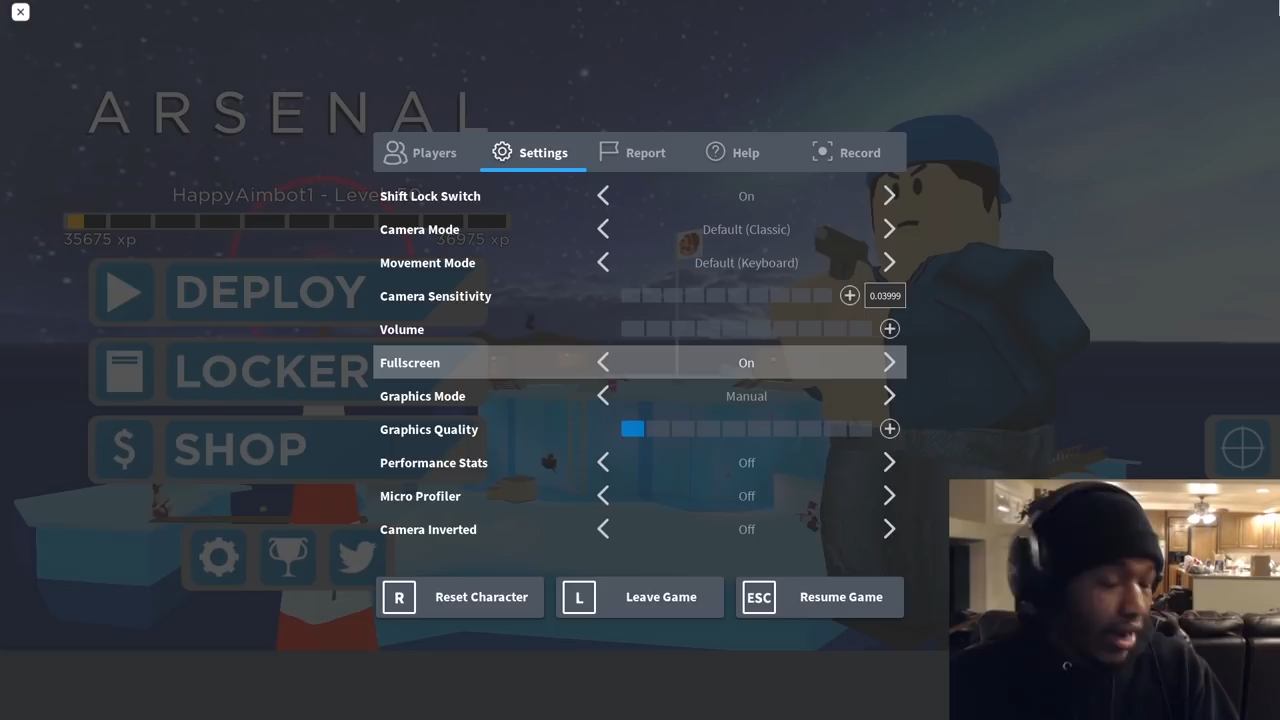 ARSENAL
Players
Settings
Report
Help
Record
HappyAimbot1 - Level
35675 xp
36975 xp
DEPLOY
LOCKER
SHOP
$
Shift Lock Switch On
Camera Mode Default (Classic)
Movement Mode Default (Keyboard)
Camera Sensitivity 0.03999
Volume
Fullscreen On
Graphics Mode Manual
Graphics Quality
Performance Stats Off
Micro Profiler Off
Camera Inverted Off
R Reset Character
L Leave Game
ESC Resume Game